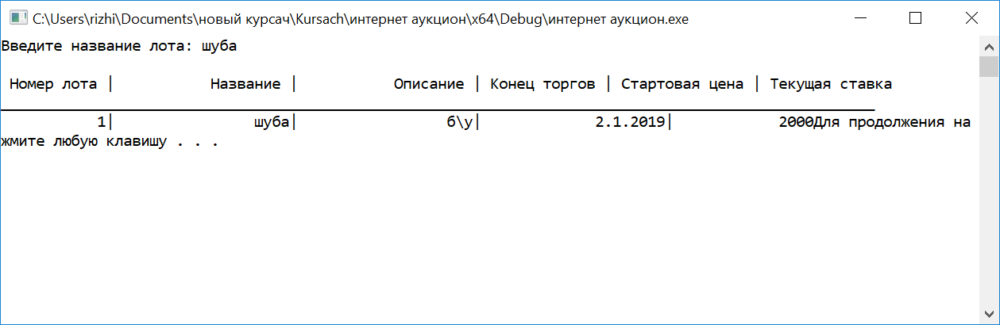 C:\Users\rizhi\Documents\новый курсач\Kursach\интернет аукцион\x64\Debug\интернет аукцион.exe
Введите название лота: шуба
Номер лота | Название | Описание | Конец торгов | Стартовая цена | Текущая ставка
1| шуба| б\у| 2.1.2019| 2000Для продолжения на
жмите любую клавишу . . .